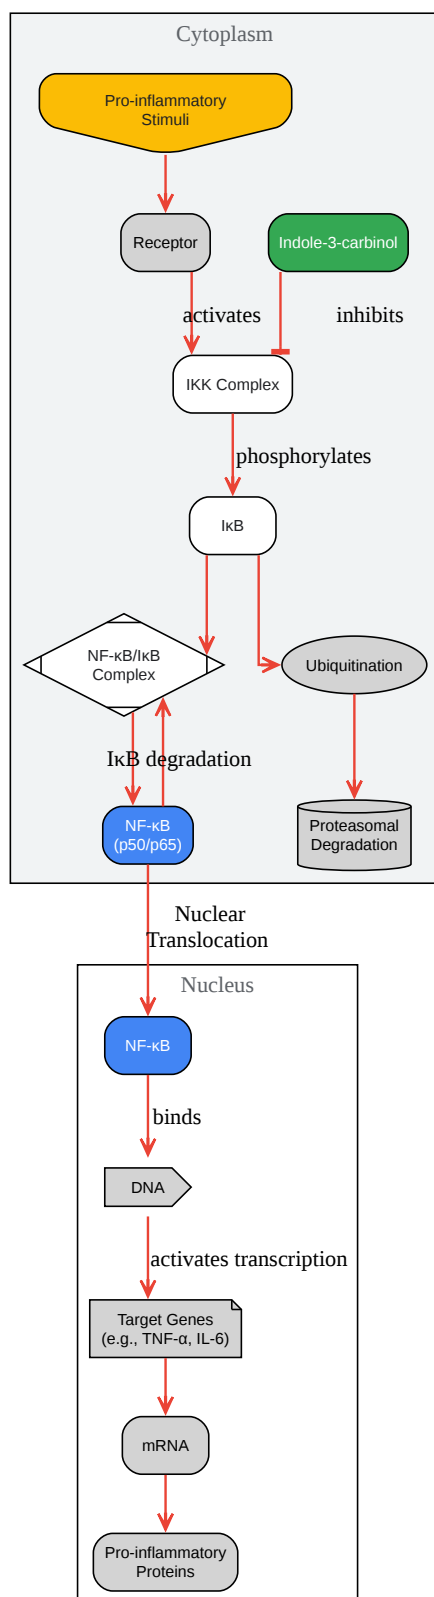 Cytoplasm
Pro-inflammatory
Stimuli
Receptor
Indole-3-carbinol
activates
inhibits
IKK Complex
phosphorylates
IκB
NF-κB/IκB
Complex
Ubiquitination
IκB degradation
NF-κB
(p50/p65)
Proteasomal
Degradation
Nuclear
Translocation
Nucleus
NF-κB
binds
DNA
activates transcription
Target Genes
(e.g., TNF-α, IL-6)
mRNA
Pro-inflammatory
Proteins